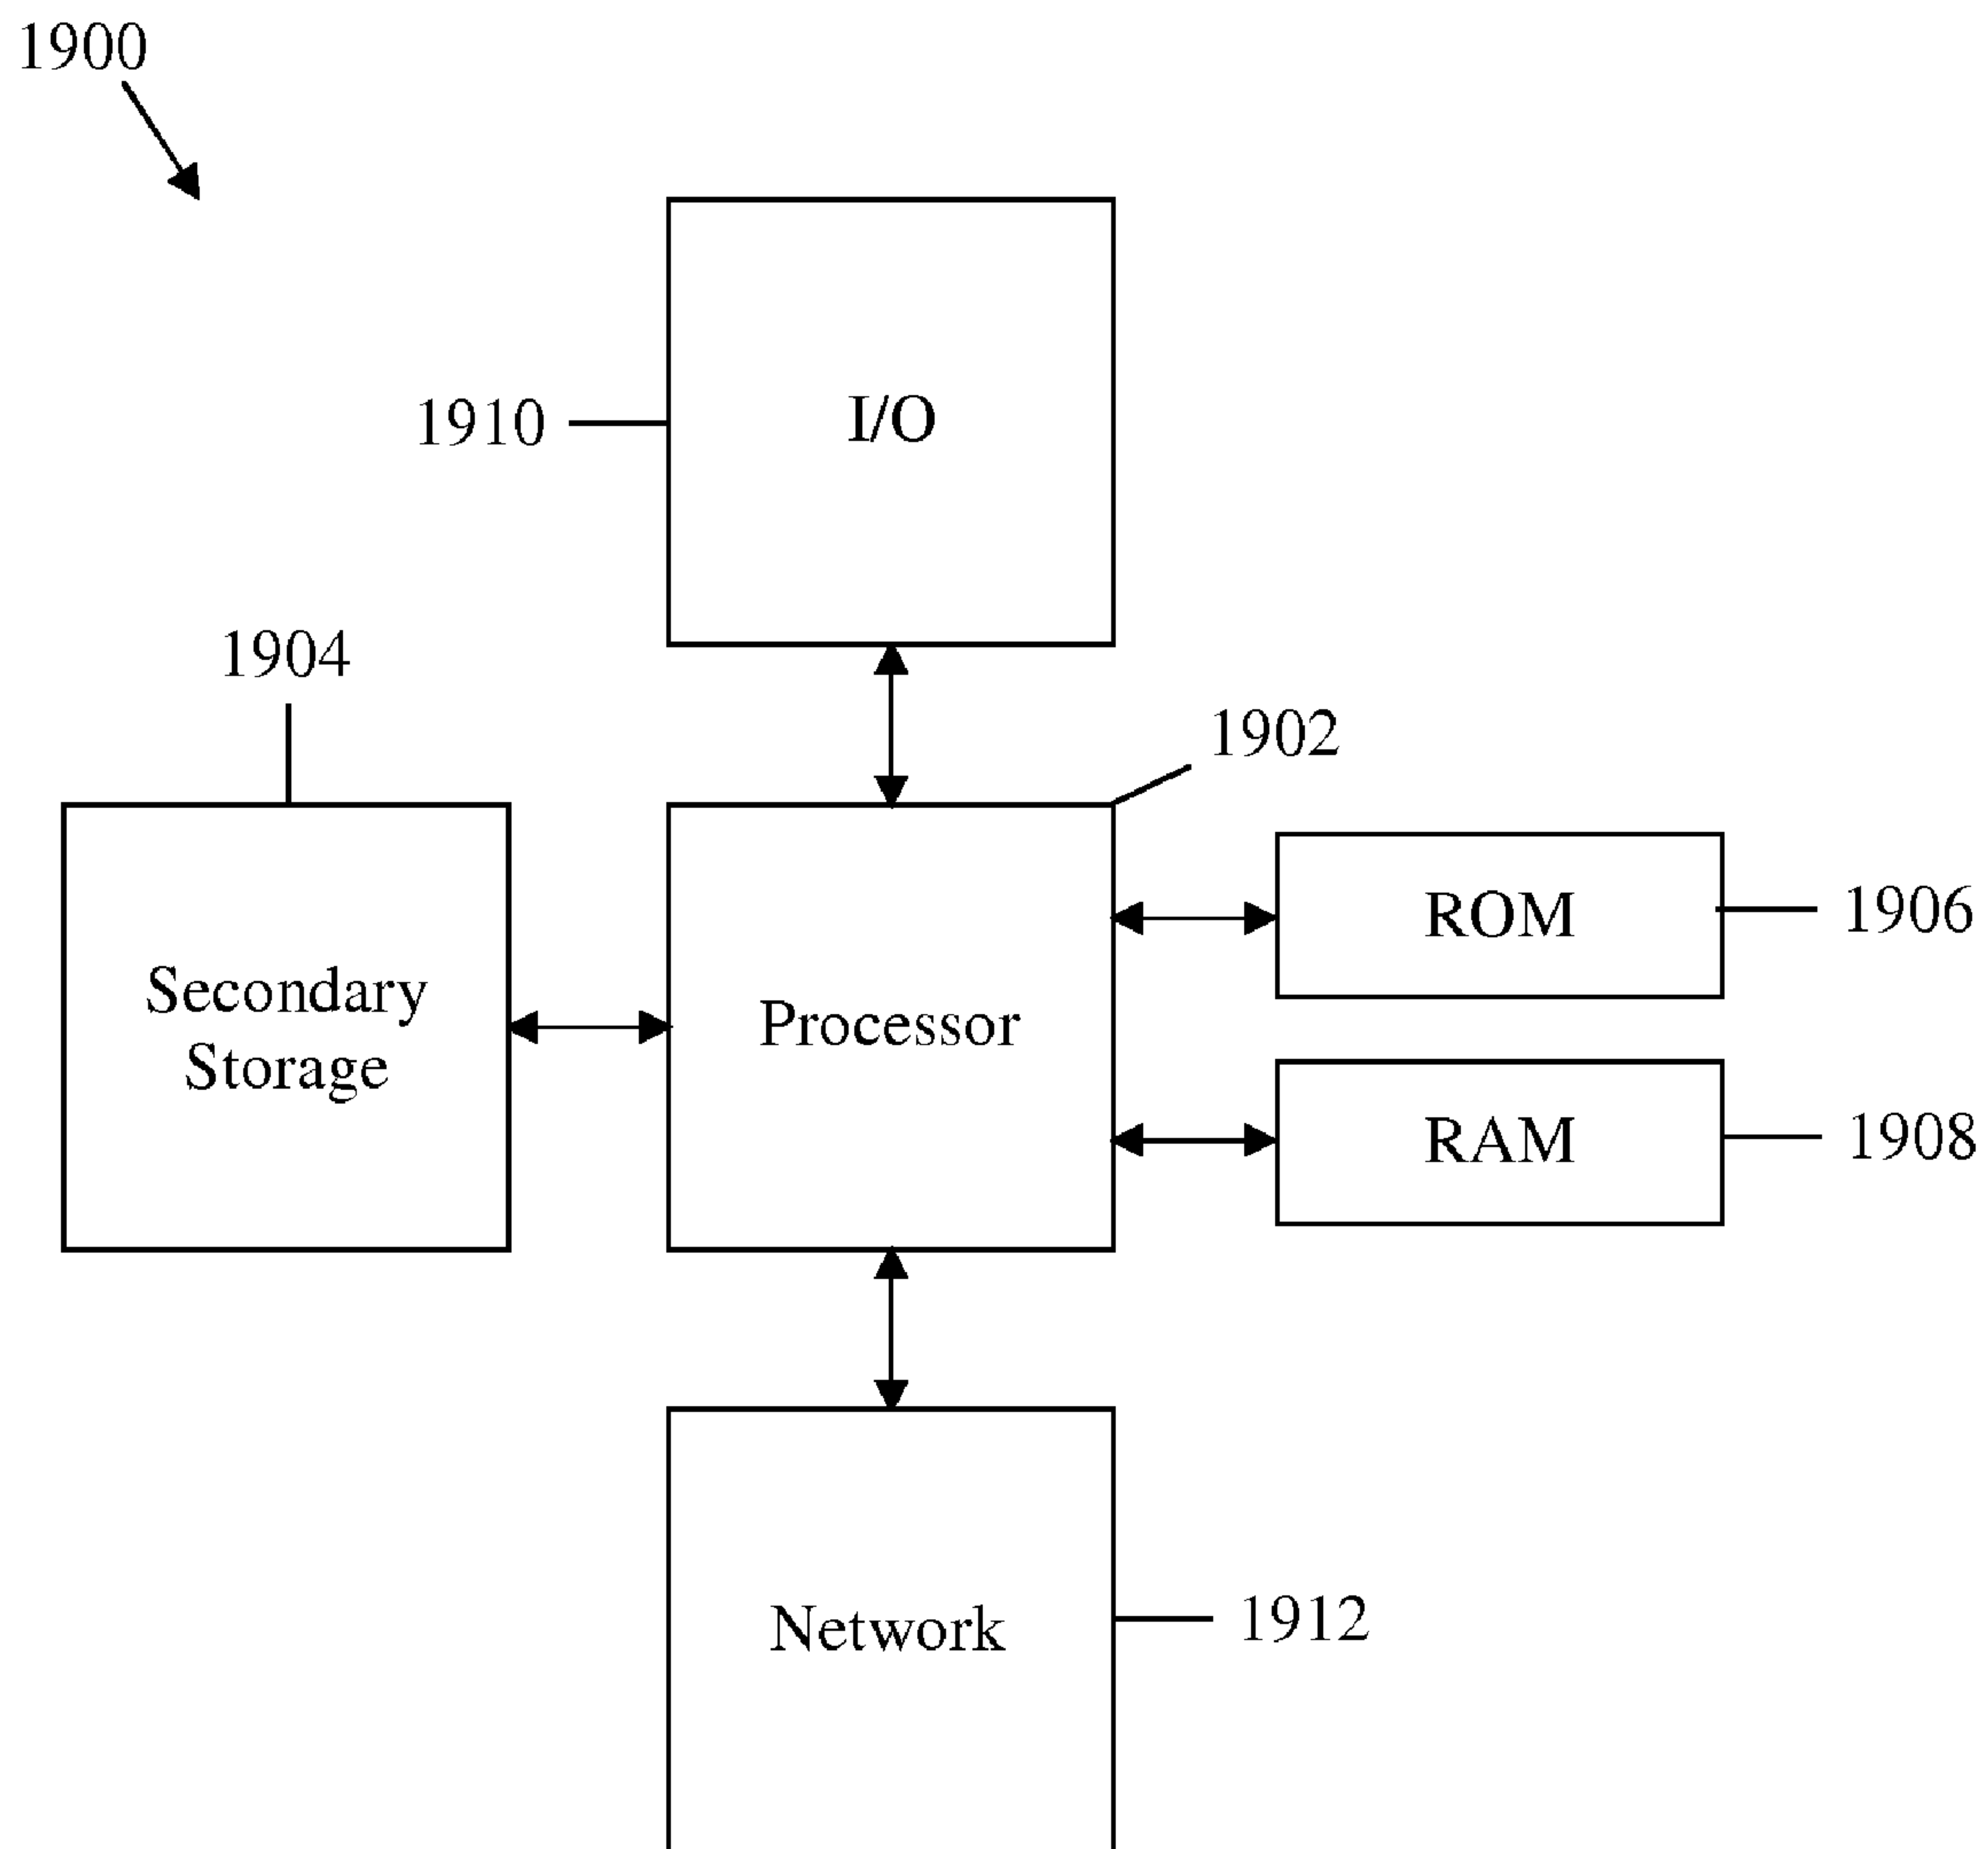 1900
1910
I/O
1904
1902
Secondary
Storage
Processor
ROM
1906
RAM
1908
Network
1912